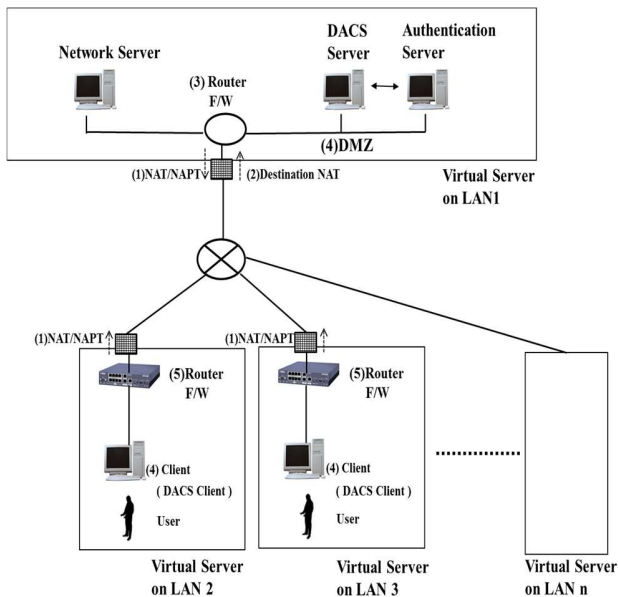 Network Server
DACS
Server
Authentication
Server
(3) Router
F/W
(4)DMZ
(1)NAT/NAPT
(2)Destination NAT
Virtual Server
on LAN1
(1)NAT/NAPT
(1)NAT/NAPT
(5)Router
F/W
(5)Router
F/W
(4) Client
( DACS Client )
User
(4) Client
( DACS Client )
User
Virtual Server
on LAN 2
Virtual Server
on LAN 3
Virtual Server
on LAN n